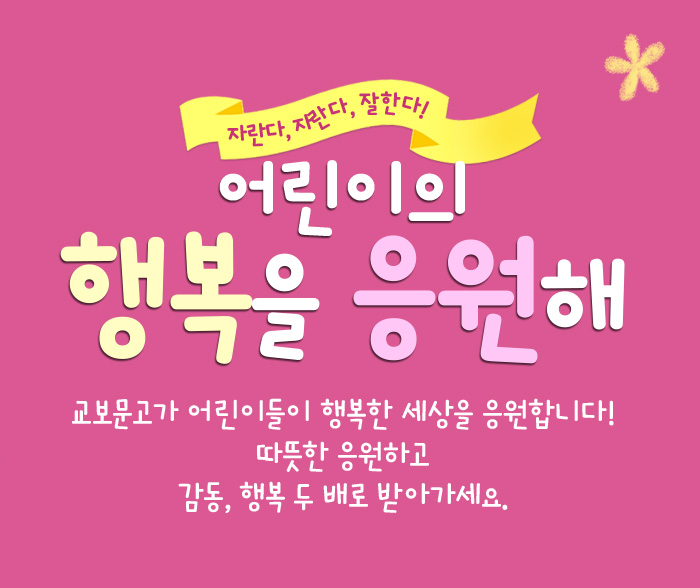 자란다, 자란다, 잘한다!
어린이의
행복을 응원해
교보문고가 어린이들이 행복한 세상을 응원합니다!
따뜻한 응원하고
감동, 행복 두 배로 받아가세요.